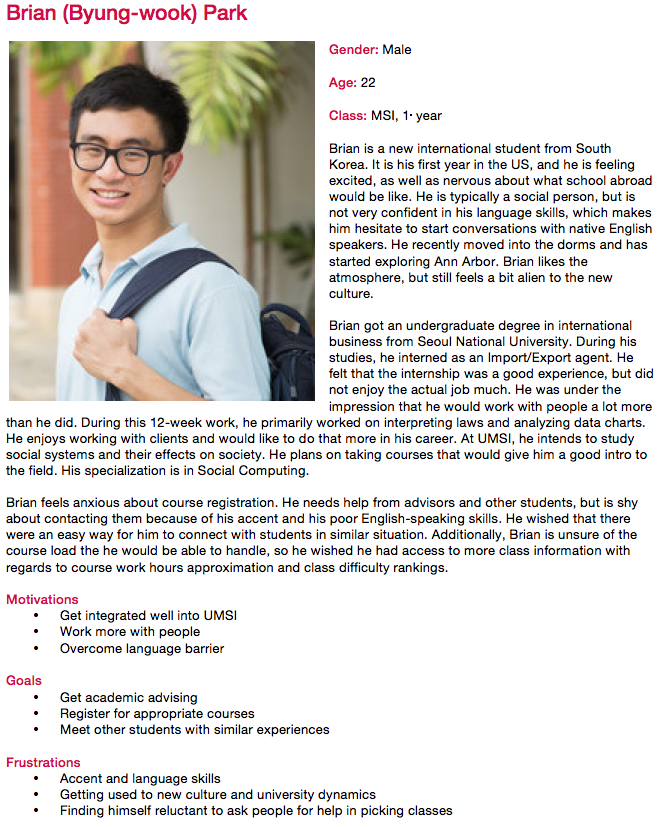 Brian (Byung-wook) Park
Gender: Male
Age: 22
Class: MSI, 1· year
Brian is a new international student from South
Korea. It is his first year in the US, and he is feeling
excited, as well as nervous about what school abroad
would be like. He is typically a social person, but is
not very confident in his language skills, which makes
him hesitate to start conversations with native English
speakers. He recently moved into the dorms and has
started exploring Ann Arbor. Brian likes the
atmosphere, but still feels a bit alien to the new
culture.
Brian got an undergraduate degree in international
business from Seoul National University. During his
studies, he interned as an Import/Export agent. He
felt that the internship was a good experience, but did
not enjoy the actual job much. He was under the
impression that he would work with people a lot more
than he did. During this 12-week work, he primarily worked on interpreting laws and analyzing data charts.
He enjoys working with clients and would like to do that more in his career. At UMSI, he intends to study
social systems and their effects on society. He plans on taking courses that would give him a good intro to
the field. His specialization is in Social Computing.
Brian feels anxious about course registration. He needs help from advisors and other students, but is shy
about contacting them because of his accent and his poor English-speaking skills. He wished that there
were an easy way for him to connect with students in similar situation. Additionally, Brian is unsure of the
course load the he would be able to handle, so he wished he had access to more class information with
regards to course work hours approximation and class difficulty rankings.
Motivations
• Get integrated well into UMSI
• Work more with people
• Overcome language barrier
Goals
• Get academic advising
• Register for appropriate courses
• Meet other students with similar experiences
Frustrations
• Accent and language skills
• Getting used to new culture and university dynamics
• Finding himself reluctant to ask people for help in picking classes